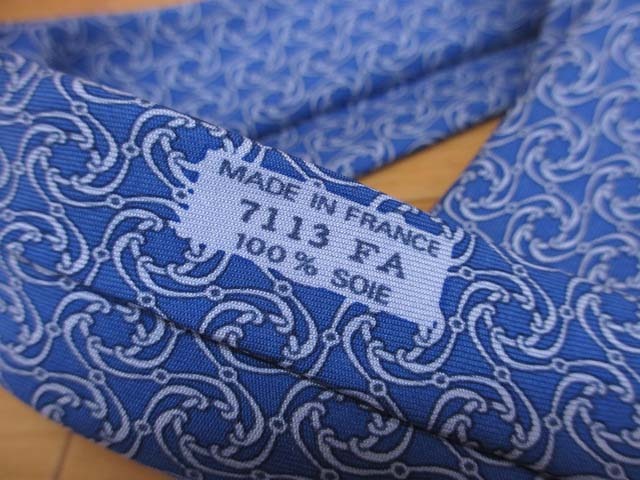 MADE IN FRANCE
7113 FA
100% SOIE